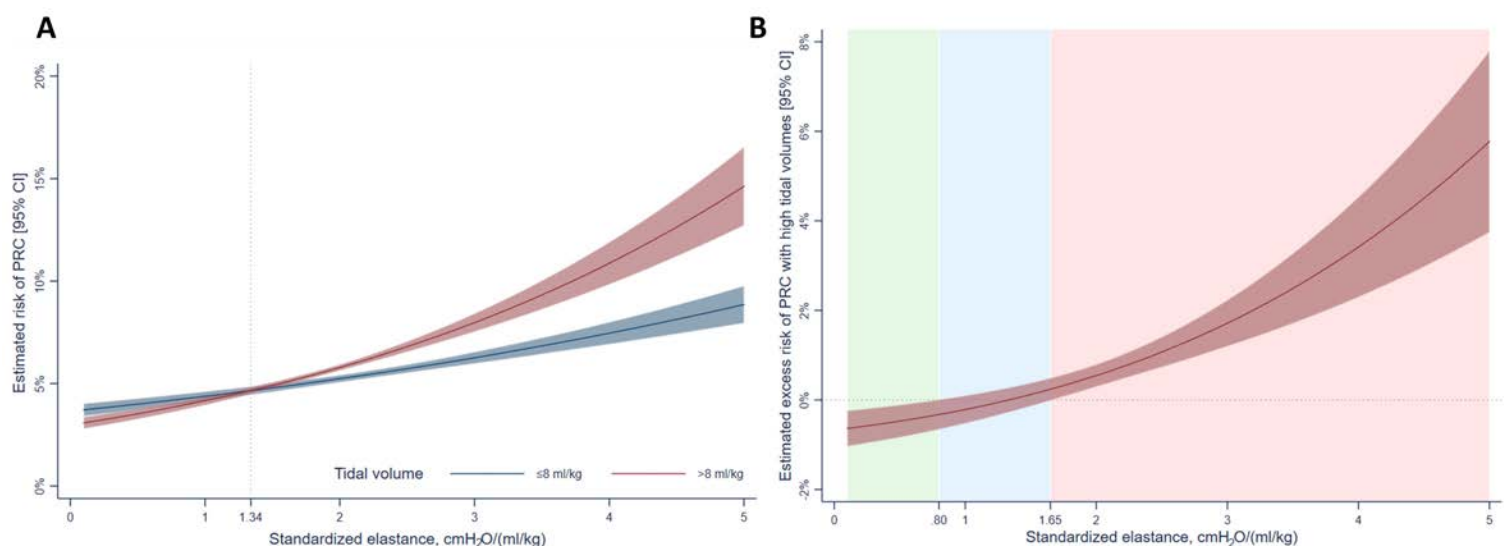 A
Estimated risk of PRC [95% CI]
20%
15%
10%
5%
0%
Tidal volume ≤8 ml/kg >8 ml/kg
0 1 1.34 2 3 4 5
Standardized elastance, cmH₂O/(ml/kg)
B
Estimated excess risk of PRC with high tidal volumes [95% CI]
8%
6%
4%
2%
0%
-2%
0 .80 1 1.65 2 3 4 5
Standardized elastance, cmH₂O/(ml/kg)